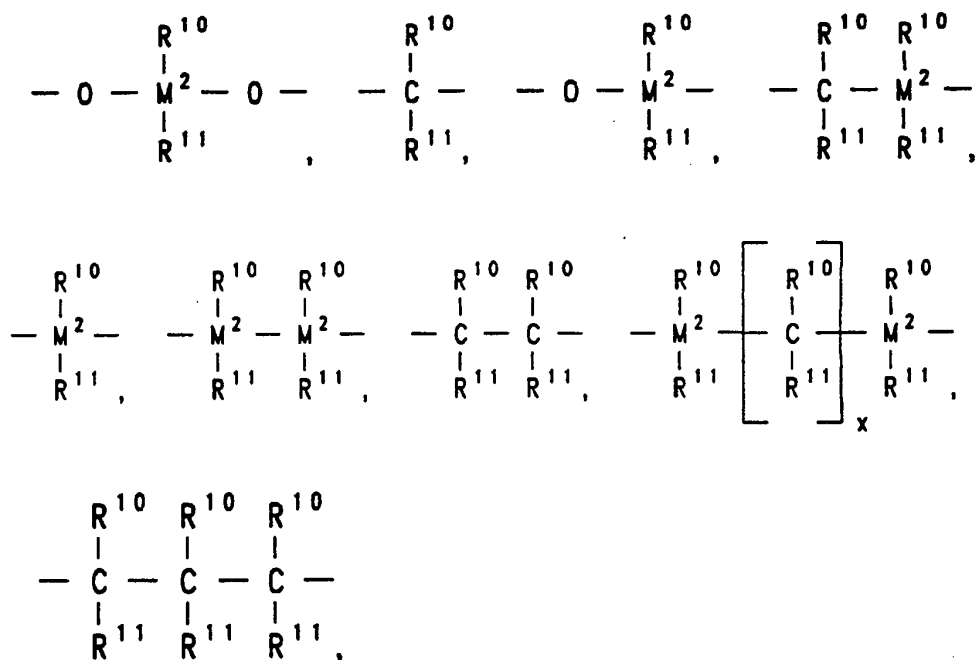 R¹⁰ R¹⁰ R¹⁰ R¹⁰
— O — M² — O — — C — — O — M² — — C — M² —
R¹¹ , R¹¹, R¹¹, R¹¹ R¹¹ ,
R¹⁰ R¹⁰ R¹⁰ R¹⁰ R¹⁰ R¹⁰ R¹⁰ R¹⁰
— M² — — M² — M² — — C — C — — M² — C — M² —
R¹¹ , R¹¹ R¹¹ , R¹¹ R¹¹ , R¹¹ R¹¹ R¹¹ ,
x
R¹⁰ R¹⁰ R¹⁰
— C — C — C —
R¹¹ R¹¹ R¹¹ ,